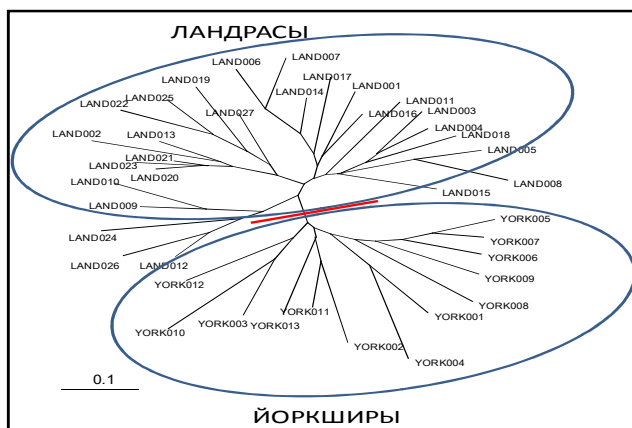 ЛАНДРАСЫ
LAND006
LAND007
LAND019
LAND017
LAND014
LAND001
LAND022
LAND025
LAND027
LAND011
LAND016
LAND003
LAND002
LAND013
LAND004
LAND018
LAND021
LAND005
LAND023
LAND020
LAND010
LAND008
LAND015
LAND009
LAND024
LAND026
LAND012
YORK005
YORK007
YORK006
YORK012
YORK009
YORK010
YORK003
YORK013
YORK011
YORK008
YORK001
YORK002
YORK004
0.1
ЙОРКШИРЫ